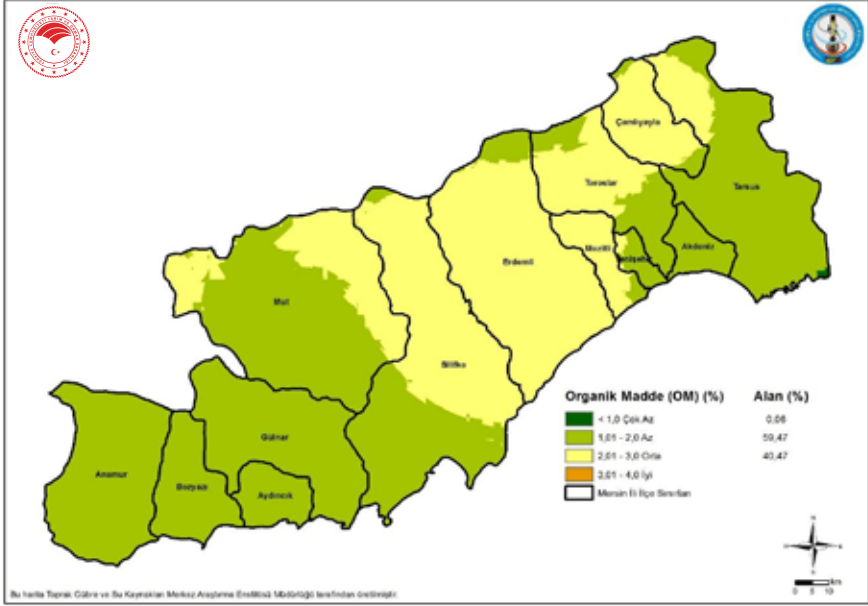 Çamlıyayla
Toroslar
Tarsus
Mezitli
Yenişehir
Akdeniz
Erdemli
Mut
Silifke
Gülnar
Anamur
Bozyazı
Aydıncık
Organik Madde (OM) (%) Alan (%)
< 1,0 Çok Az 0,06
1,01 - 2,0 Az 59,47
2,01 - 3,0 Orta 40,47
3,01 - 4,0 İyi
Mersin İli İlçe Sınırları
N
km
0 5 10
Bu harita Toprak Gübre ve Su Kaynakları Merkez Araştırma Enstitüsü Müdürlüğü tarafından üretilmiştir.